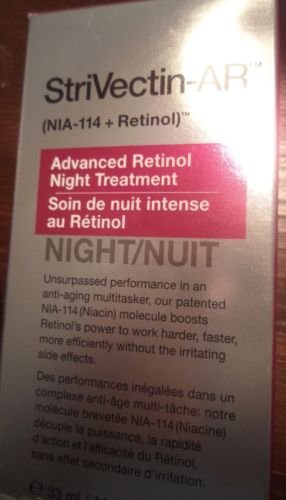 StriVectin-AR™
(NIA-114 + Retinol)™
Advanced Retinol
Night Treatment
Soin de nuit intense
au Rétinol
NIGHT/NUIT
Unsurpassed performance in an
anti-aging multitasker, our patented
NIA-114 (Niacin) molecule boosts
Retinol's power to work harder, faster,
more efficiently without the irritating
side effects.
Des performances inégalées dans un
complexe anti-âge multi-tâche: notre
molécule brevetée NIA-114 (Niacine)
décuple la puissance, la rapidité
d'action et l'efficacité du Rétinol,
sans effet secondaire d'irritation.
℮ 33 ml /